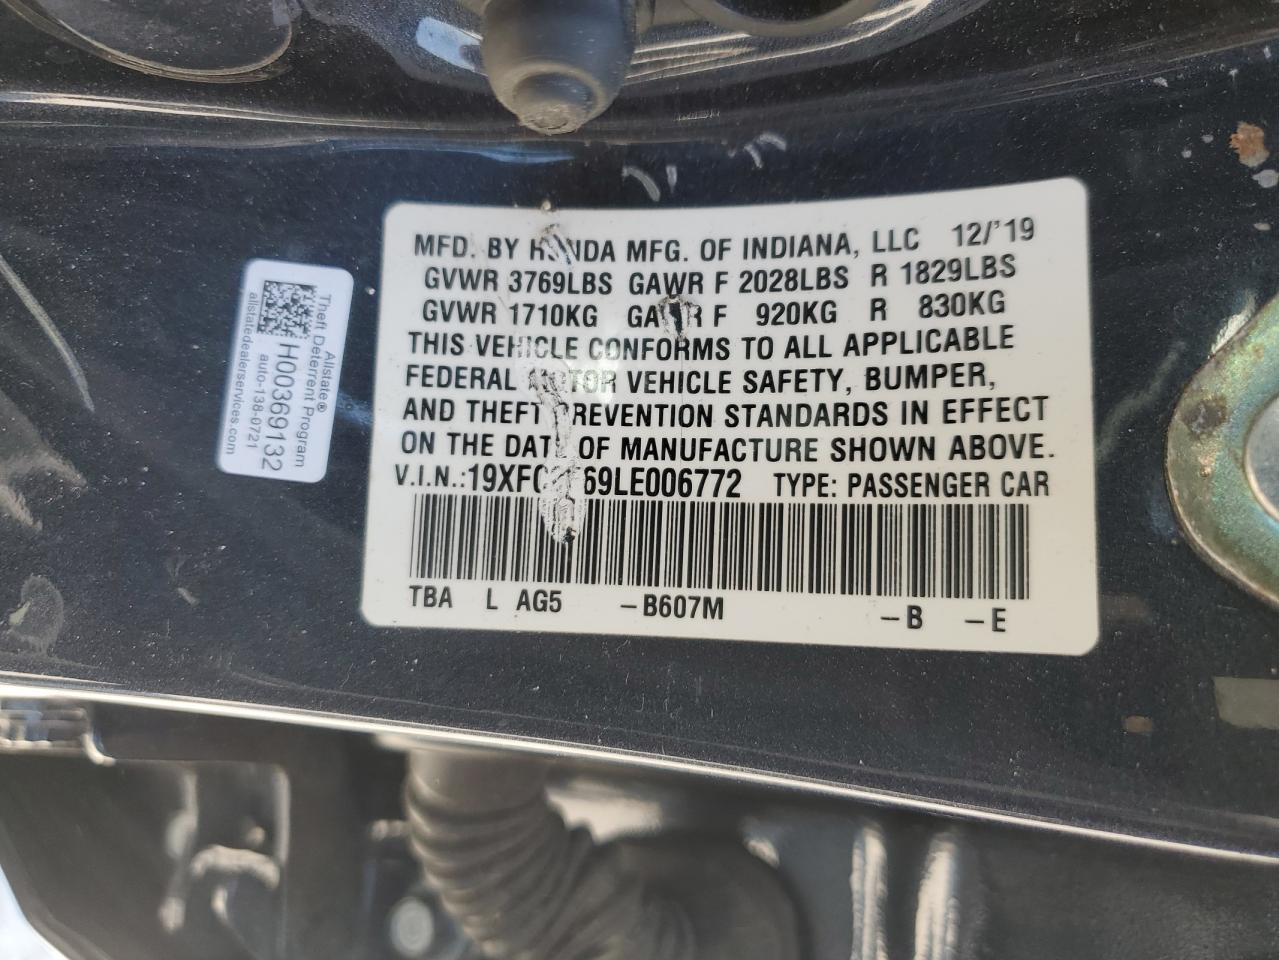 MFD. BY HONDA MFG. OF INDIANA, LLC 12/'19
GVWR 3769LBS GAWR F 2028LBS R 1829LBS
GVWR 1710KG GAWR F 920KG R 830KG
THIS VEHICLE CONFORMS TO ALL APPLICABLE
FEDERAL MOTOR VEHICLE SAFETY, BUMPER,
AND THEFT PREVENTION STANDARDS IN EFFECT
ON THE DATE OF MANUFACTURE SHOWN ABOVE.
V.I.N.: TYPE: PASSENGER CAR
TBA L AG5 -B607M -B -E
Allstate®
Theft Deterrent Program
H00369132
auto-138-0721
allstatedealerservices.com